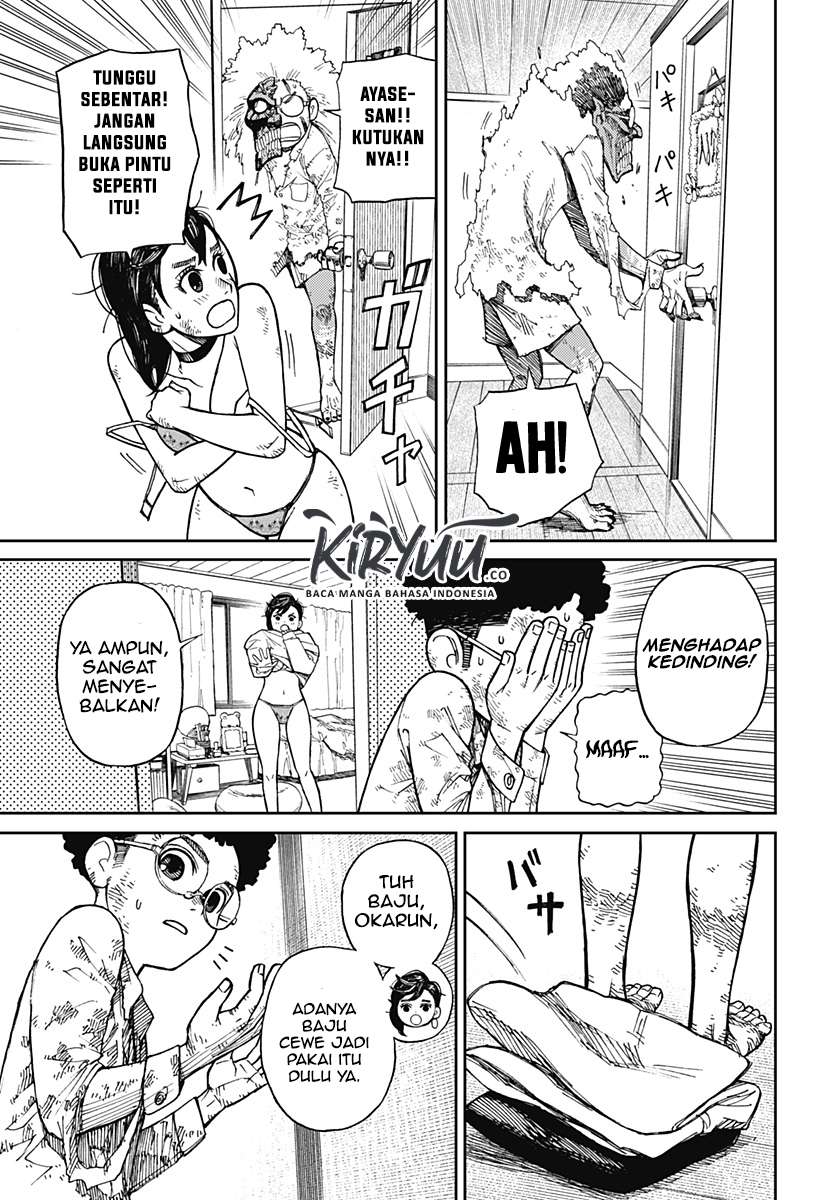 パキ
パキ
AH!
AYASE-
SAN!!
KUTUKAN
NYA!!
ガチャ
TUNGGU
SEBENTAR!
JANGAN
LANGSUNG
BUKA PINTU
SEPERTI
ITU!
KIRYUU.CO
BACA MANGA BAHASA INDONESIA
MENGHADAP
KEDINDING!
MAAF...
YA AMPUN,
SANGAT
MENYE-
BALKAN!
バサ
TUH
BAJU,
OKARUN,
ADANYA
BAJU
CEWE JADI
PAKAI ITU
DULU YA.